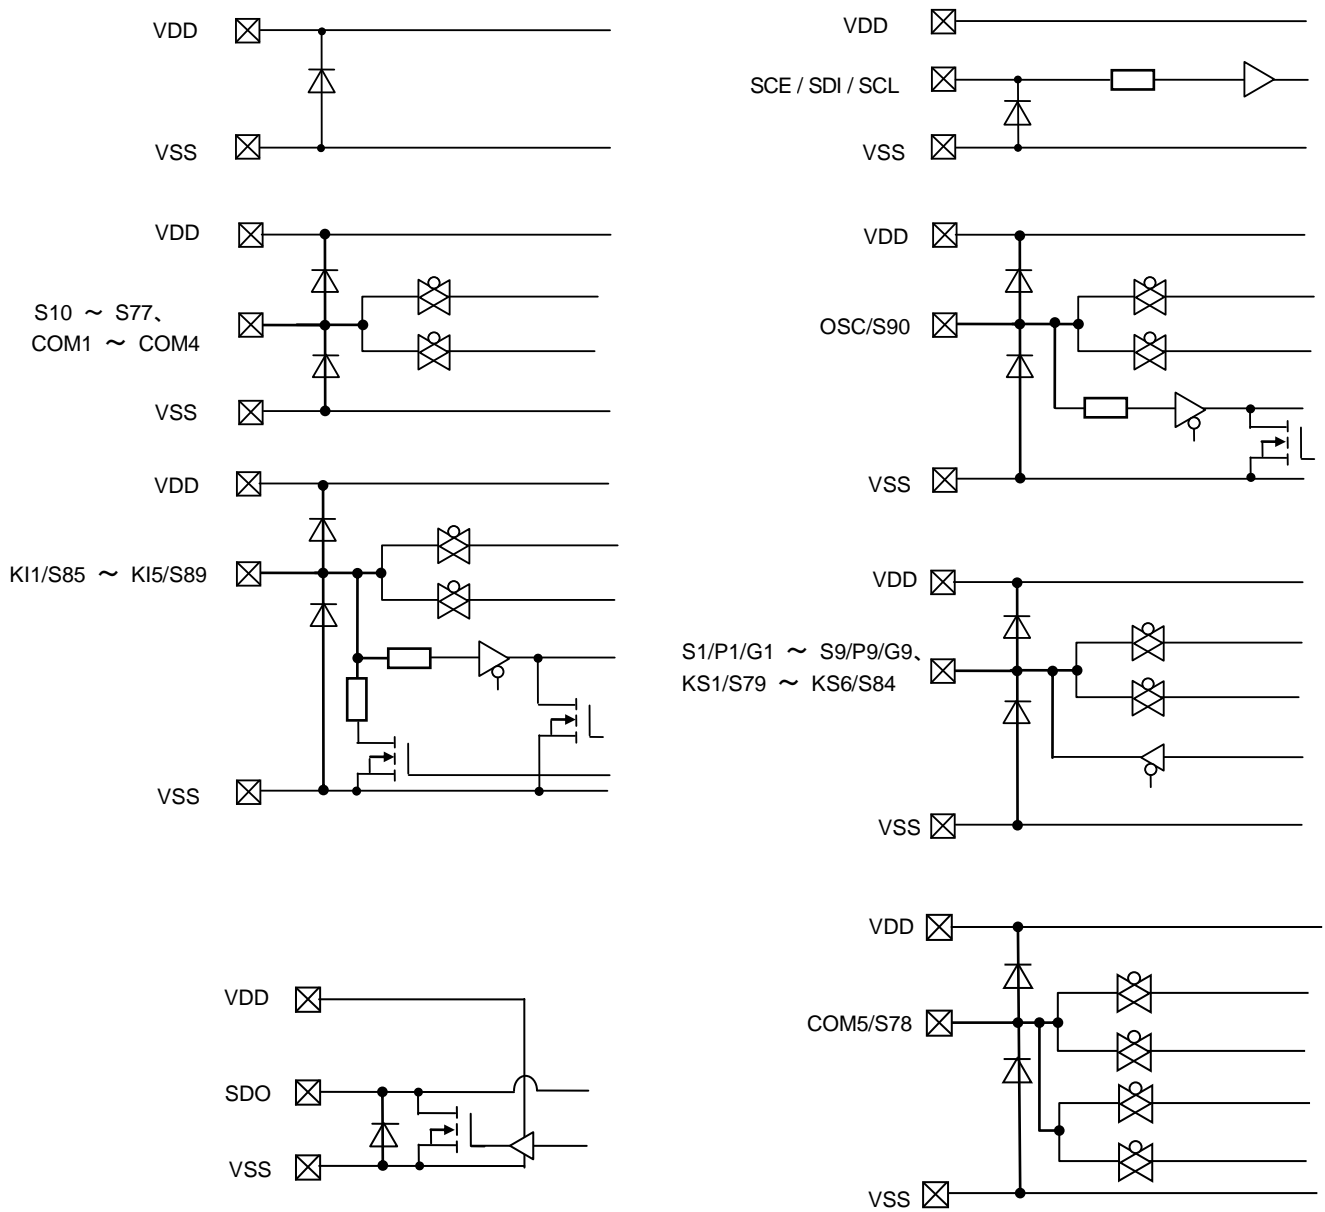 VDD
VSS
VDD
SCE / SDI / SCL
VSS
VDD
S10 ～ S77、
COM1 ～ COM4
VSS
VDD
OSC/S90
VSS
VDD
KI1/S85 ～ KI5/S89
VSS
VDD
S1/P1/G1 ～ S9/P9/G9、
KS1/S79 ～ KS6/S84
VSS
VDD
SDO
VSS
VDD
COM5/S78
VSS